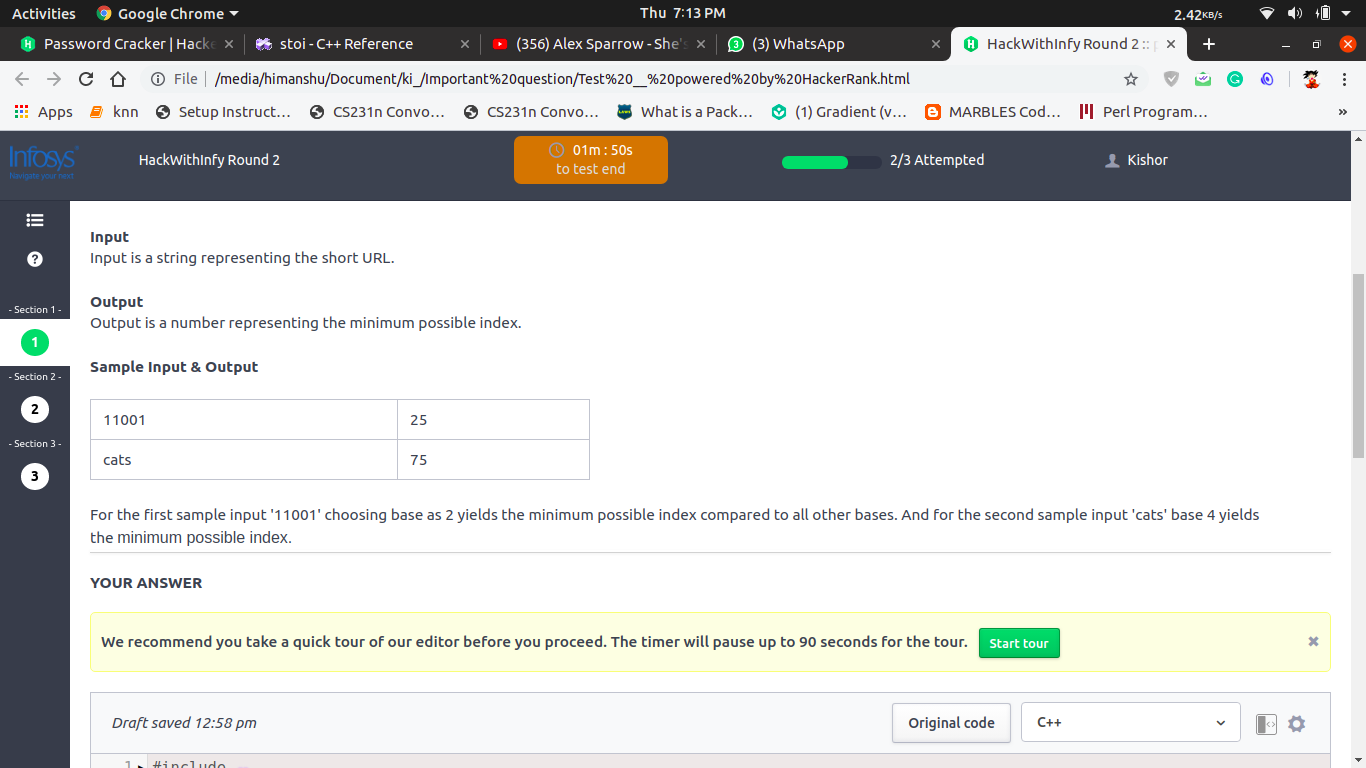 Activities Google Chrome Thu 7:13 PM 2.42KB/s
Password Cracker | Hacke stoi - C++ Reference (356) Alex Sparrow - She's (3) WhatsApp HackWithInfy Round 2 :: p
File /media/himanshu/Document/ki_/Important%20question/Test%20__%20powered%20by%20HackerRank.html
Apps knn Setup Instruct... CS231n Convo... CS231n Convo... What is a Pack... (1) Gradient (v... MARBLES Cod... Perl Program... »
Infosys
Navigate your next
HackWithInfy Round 2
01m : 50s
to test end
2/3 Attempted
Kishor
- Section 1 -
1
- Section 2 -
2
- Section 3 -
3
Input
Input is a string representing the short URL.
Output
Output is a number representing the minimum possible index.
Sample Input & Output
11001 25
cats 75
For the first sample input '11001' choosing base as 2 yields the minimum possible index compared to all other bases. And for the second sample input 'cats' base 4 yields
the minimum possible index.
YOUR ANSWER
We recommend you take a quick tour of our editor before you proceed. The timer will pause up to 90 seconds for the tour. Start tour
Draft saved 12:58 pm
Original code
C++
1 #include